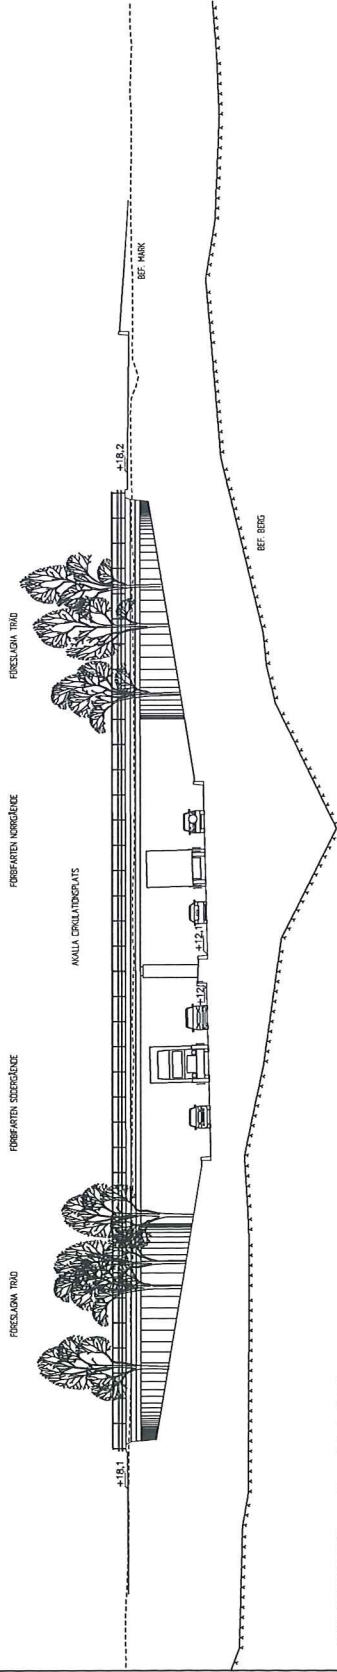 FÖRESLAGNA TRÄD
FÖRBIFARTEN SÖDERGÅENDE
AKALLA CIRKULATIONSPLATS
FÖRBIFARTEN NORRGÅENDE
FÖRESLAGNA TRÄD
+18,1
+12
+12,1
+18,2
BEF. MARK
BEF. BERG